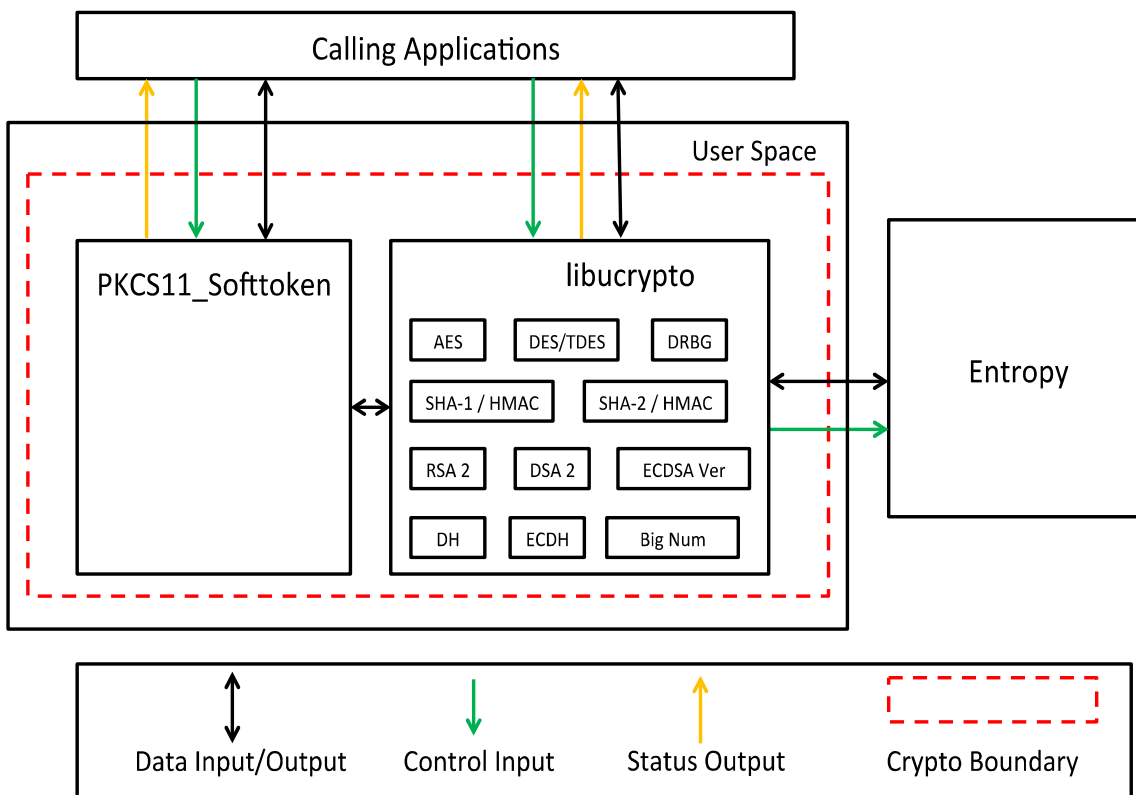 Calling Applications
User Space
PKCS11_Softtoken
libucrypto
AES
DES/TDES
DRBG
SHA-1 / HMAC
SHA-2 / HMAC
RSA 2
DSA 2
ECDSA Ver
DH
ECDH
Big Num
Entropy
Data Input/Output
Control Input
Status Output
Crypto Boundary